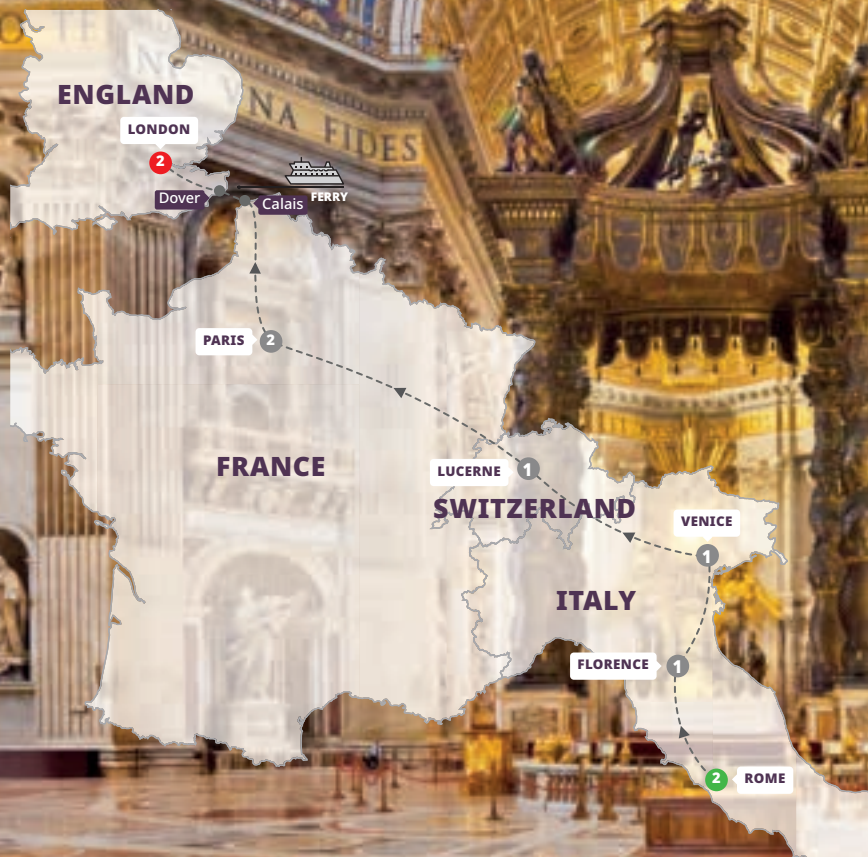 ENGLAND
LONDON
2
VNA FIDES
Dover
Calais
FERRY
PARIS
2
FRANCE
LUCERNE
1
SWITZERLAND
VENICE
1
ITALY
FLORENCE
1
2
ROME